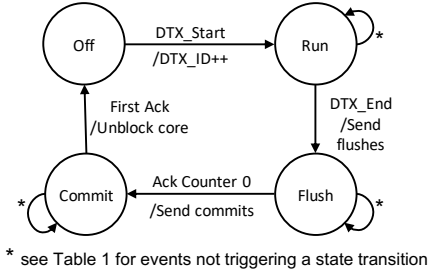 Off
DTX_Start
/DTX_ID++
Run
*
First Ack
/Unblock core
DTX_End
/Send
flushes
*
Commit
Ack Counter 0
/Send commits
Flush
*
* see Table 1 for events not triggering a state transition